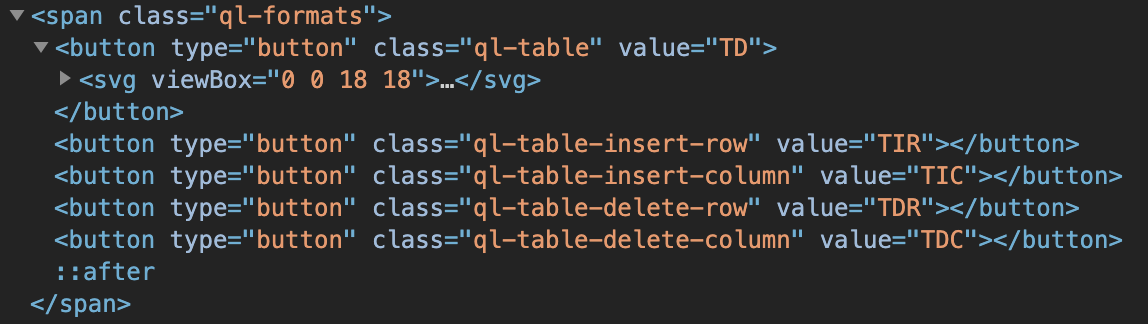 <span class="ql-formats">
<button type="button" class="ql-table" value="TD">
<svg viewBox="0 0 18 18">…</svg>
</button>
<button type="button" class="ql-table-insert-row" value="TIR"></button>
<button type="button" class="ql-table-insert-column" value="TIC"></button>
<button type="button" class="ql-table-delete-row" value="TDR"></button>
<button type="button" class="ql-table-delete-column" value="TDC"></button>
::after
</span>